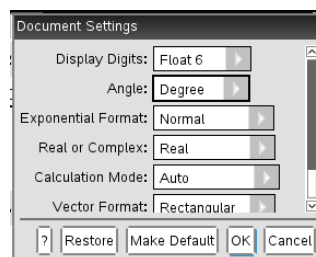 Document Settings
Display Digits: Float 6
Angle: Degree
Exponential Format: Normal
Real or Complex: Real
Calculation Mode: Auto
Vector Format: Rectangular
? Restore Make Default OK Cancel